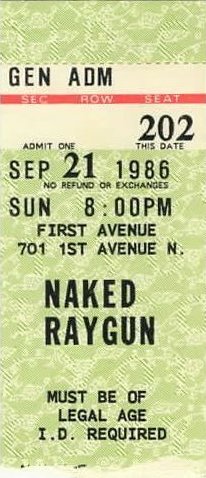 GEN ADM
SEC ROW SEAT
202
ADMIT ONE THIS DATE
SEP 21 1986
NO REFUND OR EXCHANGES
SUN 8:00PM
FIRST AVENUE
701 1ST AVENUE N.
NAKED
RAYGUN
MUST BE OF
LEGAL AGE
I.D. REQUIRED